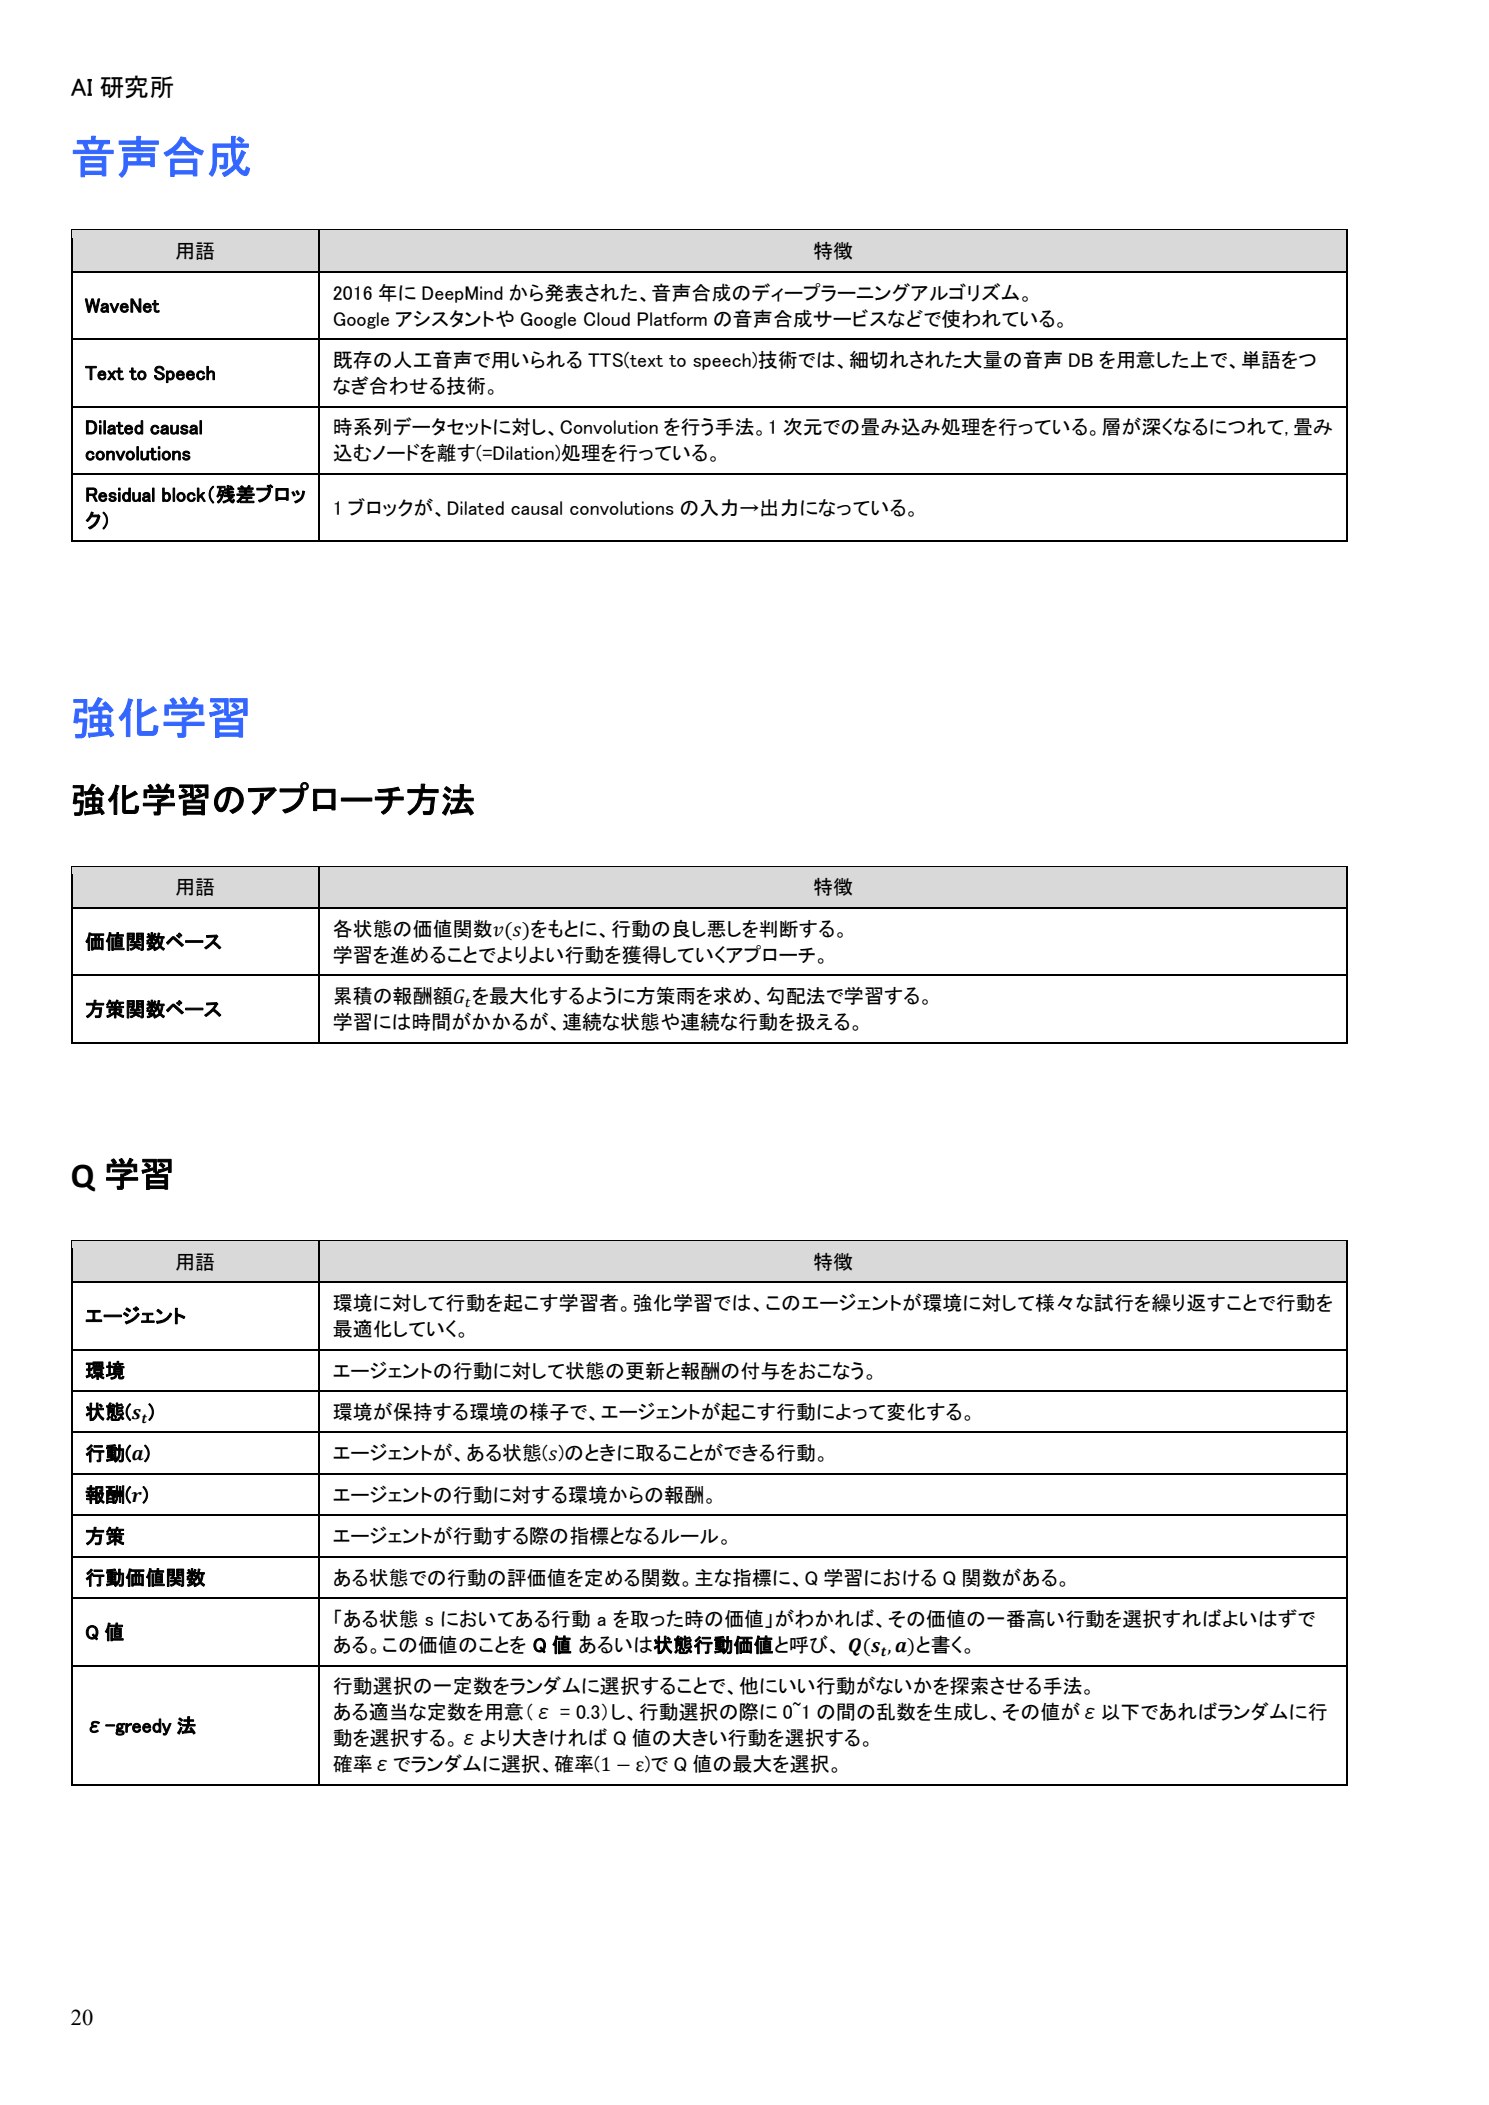 AI 研究所
音声合成
用語 特徴
WaveNet
2016 年に DeepMind から発表された、音声合成のディープラーニングアルゴリズム。
Google アシスタントや Google Cloud Platform の音声合成サービスなどで使われている。
Text to Speech
既存の人工音声で用いられる TTS(text to speech)技術では、細切れされた大量の音声 DB を用意した上で、単語をつ
なぎ合わせる技術。
Dilated causal
convolutions
時系列データセットに対し、Convolution を行う手法。1 次元での畳み込み処理を行っている。層が深くなるにつれて, 畳み
込むノードを離す(=Dilation)処理を行っている。
Residual block(残差ブロッ
ク)
1 ブロックが、Dilated causal convolutions の入力→出力になっている。
強化学習
強化学習のアプローチ方法
用語 特徴
価値関数ベース
各状態の価値関数v(s)をもとに、行動の良し悪しを判断する。
学習を進めることでよりよい行動を獲得していくアプローチ。
方策関数ベース
累積の報酬額Gₜを最大化するように方策雨を求め、勾配法で学習する。
学習には時間がかかるが、連続な状態や連続な行動を扱える。
Q 学習
用語 特徴
エージェント
環境に対して行動を起こす学習者。強化学習では、このエージェントが環境に対して様々な試行を繰り返すことで行動を
最適化していく。
環境 エージェントの行動に対して状態の更新と報酬の付与をおこなう。
状態(sₜ) 環境が保持する環境の様子で、エージェントが起こす行動によって変化する。
行動(a) エージェントが、ある状態(s)のときに取ることができる行動。
報酬(r) エージェントの行動に対する環境からの報酬。
方策 エージェントが行動する際の指標となるルール。
行動価値関数 ある状態での行動の評価値を定める関数。主な指標に、Q 学習における Q 関数がある。
Q 値
「ある状態 s においてある行動 a を取った時の価値」がわかれば、その価値の一番高い行動を選択すればよいはずで
ある。この価値のことを Q 値 あるいは状態行動価値と呼び、 Q(sₜ, a)と書く。
ε-greedy 法
行動選択の一定数をランダムに選択することで、他にいい行動がないかを探索させる手法。
ある適当な定数を用意( ε = 0.3)し、行動選択の際に 0~1 の間の乱数を生成し、その値が ε 以下であればランダムに行
動を選択する。ε より大きければ Q 値の大きい行動を選択する。
確率 ε でランダムに選択、確率(1 − ε)で Q 値の最大を選択。
20